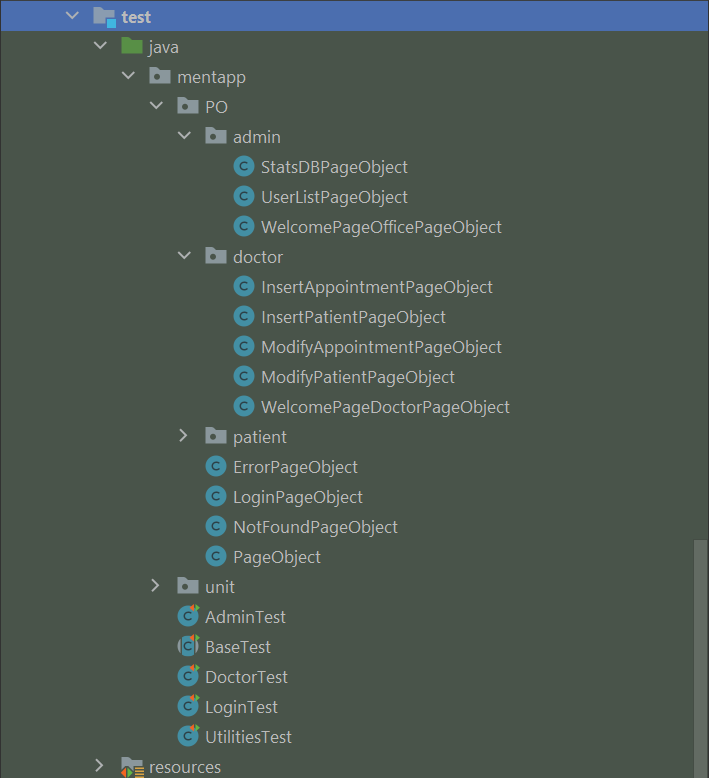 test
java
mentapp
PO
admin
StatsDBPageObject
UserListPageObject
WelcomePageOfficePageObject
doctor
InsertAppointmentPageObject
InsertPatientPageObject
ModifyAppointmentPageObject
ModifyPatientPageObject
WelcomePageDoctorPageObject
patient
ErrorPageObject
LoginPageObject
NotFoundPageObject
PageObject
unit
AdminTest
BaseTest
DoctorTest
LoginTest
UtilitiesTest
resources